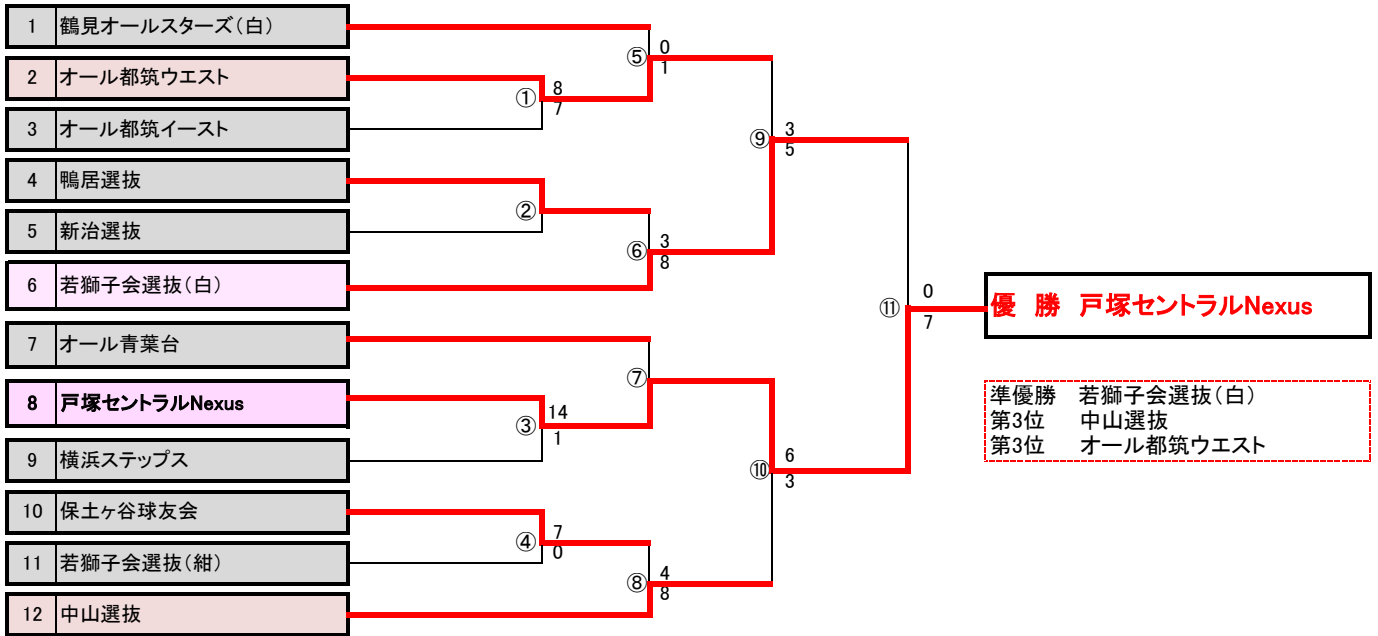 1 鶴見オールスターズ(白)
2 オール都筑ウエスト
3 オール都筑イースト
4 鴨居選抜
5 新治選抜
6 若獅子会選抜(白)
7 オール青葉台
8 戸塚セントラルNexus
9 横浜ステップス
10 保土ヶ谷球友会
11 若獅子会選抜(紺)
12 中山選抜
① 8
7
②
③ 14
1
④ 7
0
⑤ 0
1
⑥ 3
8
⑦
⑧ 4
8
⑨ 3
5
⑩ 6
3
⑪ 0
7
優 勝 戸塚セントラルNexus
準優勝 若獅子会選抜(白)
第3位 中山選抜
第3位 オール都筑ウエスト